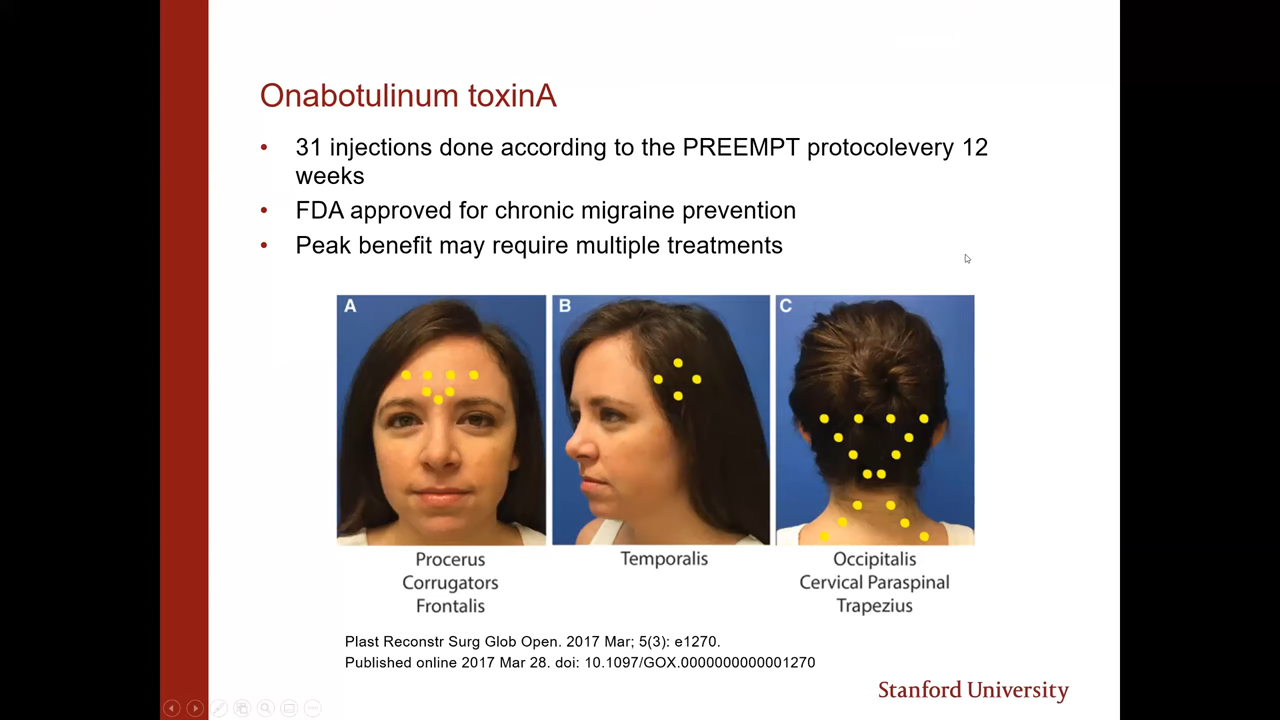 Onabotulinum toxinA
• 31 injections done according to the PREEMPT protocolevery 12
weeks
• FDA approved for chronic migraine prevention
• Peak benefit may require multiple treatments
A
B
C
Procerus
Corrugators
Frontalis
Temporalis
Occipitalis
Cervical Paraspinal
Trapezius
Plast Reconstr Surg Glob Open. 2017 Mar; 5(3): e1270.
Published online 2017 Mar 28. doi: 10.1097/GOX.0000000000001270
Stanford University